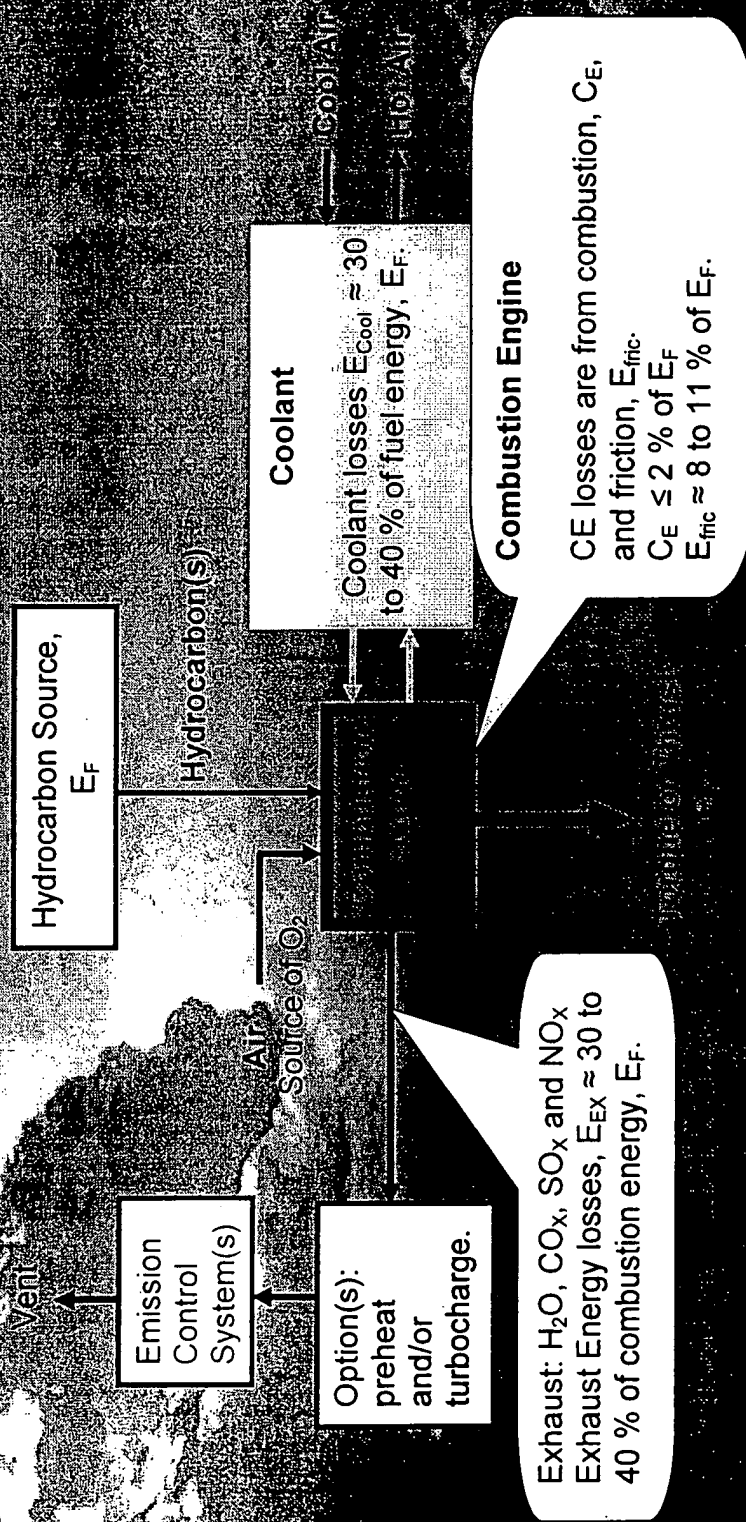 Vent
Emission
Control
System(s)
Option(s):
preheat
and/or
turbocharge.
Hydrocarbon Source,
E_F
Hydrocarbon(s)
Air
Source of O₂
Cool Air
Hot Air
Coolant
Coolant losses E_Cool ≈ 30
to 40 % of fuel energy, E_F.
Combustion
Engine
Exhaust: H₂O, CO_X, SO_X and NO_X
Exhaust Energy losses, E_EX ≈ 30 to
40 % of combustion energy, E_F.
Combustion Engine
CE losses are from combustion, C_E,
and friction, E_fric.
C_E ≤ 2 % of E_F
E_fric ≈ 8 to 11 % of E_F.